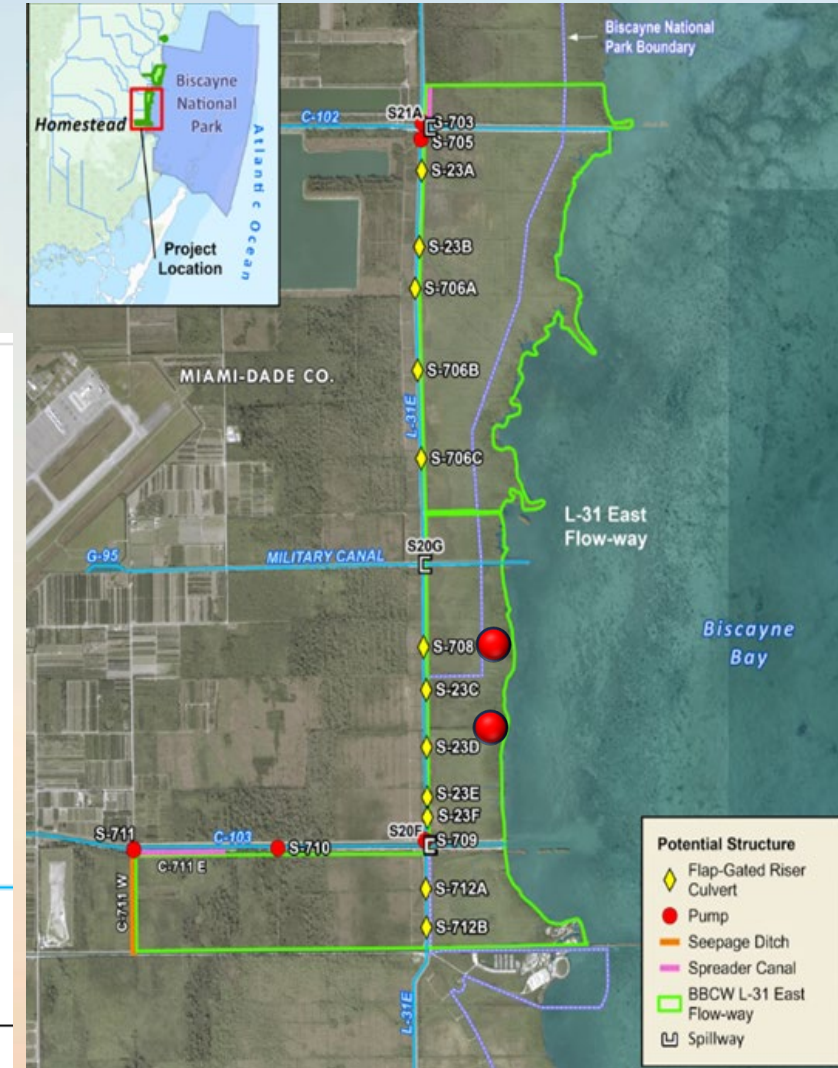 Biscayne
National
Park
Homestead
Atlantic Ocean
Project
Location
Biscayne National
Park Boundary
C-102
S21A
S-703
S-705
S-23A
S-23B
S-706A
S-706B
MIAMI-DADE CO.
L-31E
S-706C
L-31 East
Flow-way
G-95
MILITARY CANAL
S20G
Biscayne
Bay
S-708
S-23C
S-23D
S-23E
S-23F
S-711
C-103
S20F
S-709
S-710
C-711 E
C-711 W
S-712A
S-712B
L-31E
Potential Structure
Flap-Gated Riser
Culvert
Pump
Seepage Ditch
Spreader Canal
BBCW L-31 East
Flow-way
Spillway